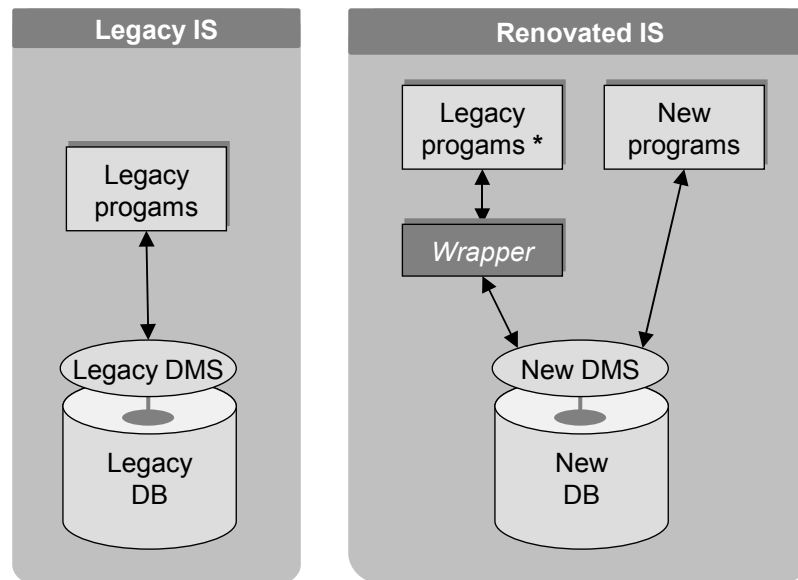 Legacy IS
Legacy
progams
Legacy DMS
Legacy
DB
Renovated IS
Legacy
progams *
New
programs
Wrapper
New DMS
New
DB